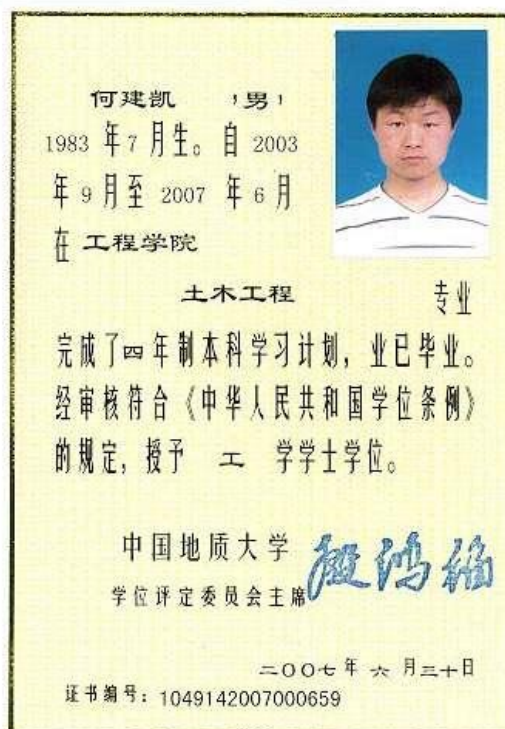 何建凯 （男）
1983 年 7 月生。自 2003
年 9 月至 2007 年 6 月
在 工程学院
土木工程 专业
完成了四年制本科学习计划，业已毕业。
经审核符合《中华人民共和国学位条例》
的规定，授予 工 学学士学位。
中国地质大学
学位评定委员会主席
殷鸿福
二〇〇七年 六 月三十日
证书编号：1049142007000659